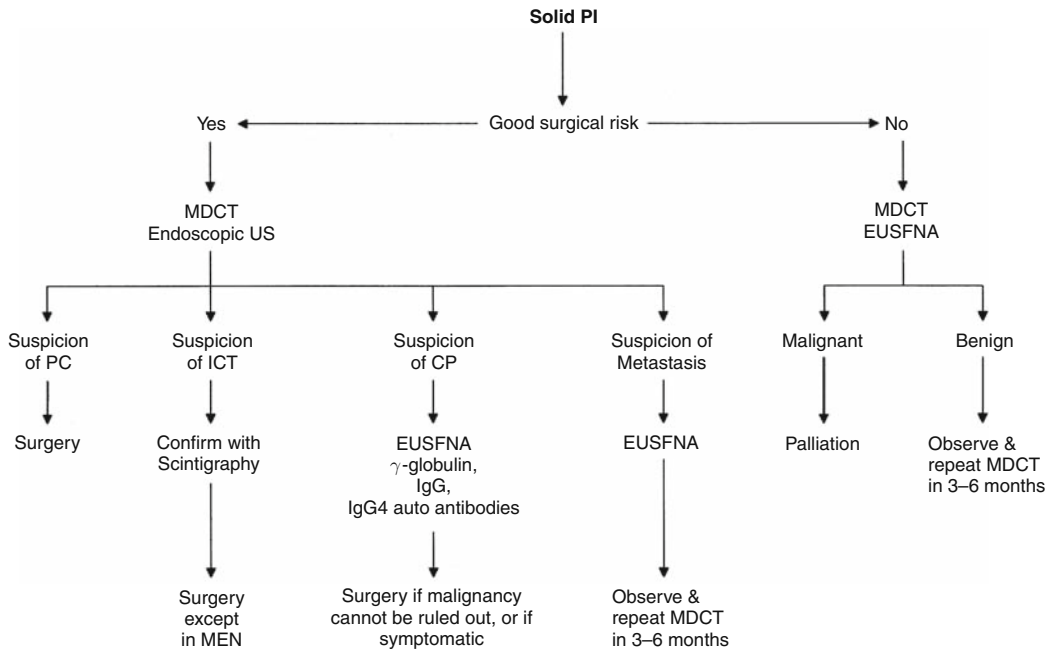 Solid PI
Yes
Good surgical risk
No
MDCT
Endoscopic US
MDCT
EUSFNA
Suspicion
of PC
Suspicion
of ICT
Suspicion
of CP
Suspicion of
Metastasis
Malignant
Benign
Surgery
Confirm with
Scintigraphy
EUSFNA
γ-globulin,
IgG,
IgG4 auto antibodies
EUSFNA
Palliation
Observe &
repeat MDCT
in 3–6 months
Surgery
except
in MEN
Surgery if malignancy
cannot be ruled out, or if
symptomatic
Observe &
repeat MDCT
in 3–6 months